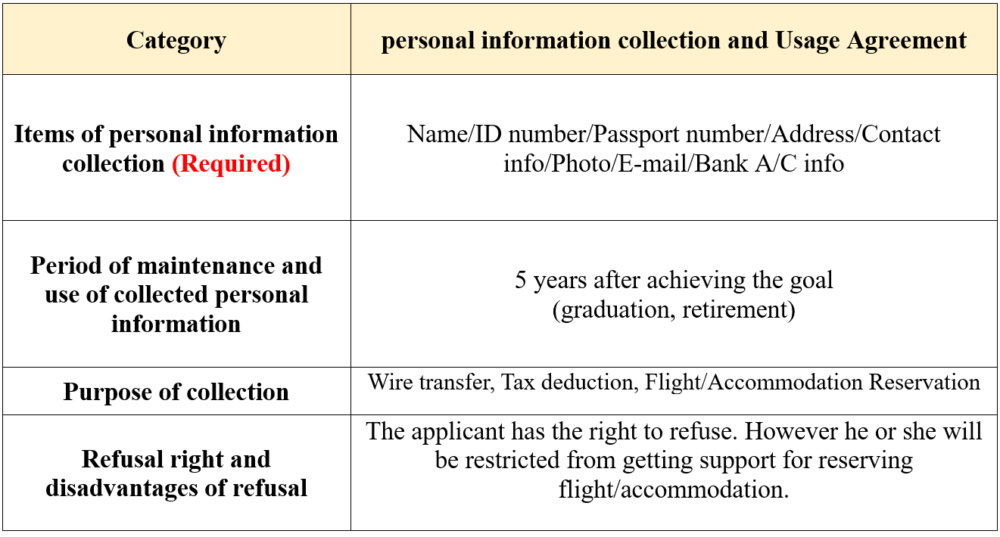 Category
personal information collection and Usage Agreement
Items of personal information
collection (Required)
Name/ID number/Passport number/Address/Contact
info/Photo/E-mail/Bank A/C info
Period of maintenance and
use of collected personal
information
5 years after achieving the goal
(graduation, retirement)
Purpose of collection
Wire transfer, Tax deduction, Flight/Accommodation Reservation
Refusal right and
disadvantages of refusal
The applicant has the right to refuse. However he or she will
be restricted from getting support for reserving
flight/accommodation.